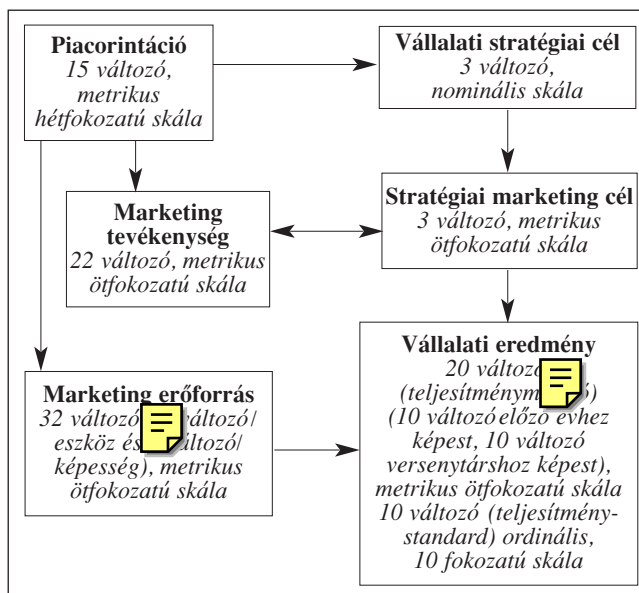 Piacorintáció
15 változó,
metrikus
hétfokozatú skála
Vállalati stratégiai cél
3 változó,
nominális skála
Marketing
tevékenység
22 változó, metrikus
ötfokozatú skála
Stratégiai marketing cél
3 változó, metrikus
ötfokozatú skála
Marketing erőforrás
32 változó változó/
eszköz és változó/
képesség), metrikus
ötfokozatú skála
Vállalati eredmény
20 változó
(10 változó előző évhez
képest, 10 változó
versenytárshoz képest),
metrikus ötfokozatú skála
10 változó (teljesítmény-
standard) ordinális,
10 fokozatú skála